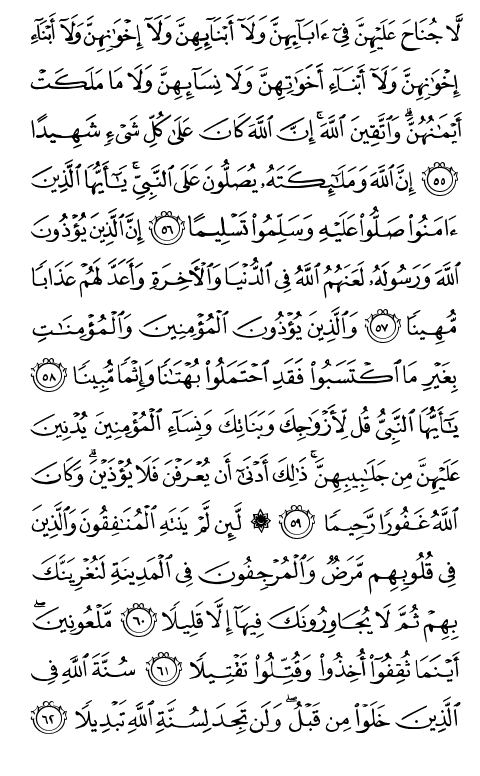 لَّا جُنَاحَ عَلَيْهِنَّ فِىٓ ءَابَآئِهِنَّ وَلَآ أَبْنَآئِهِنَّ وَلَآ إِخْوَٰنِهِنَّ وَلَآ أَبْنَآءِ
إِخْوَٰنِهِنَّ وَلَآ أَبْنَآءِ أَخَوَٰتِهِنَّ وَلَا نِسَآئِهِنَّ وَلَا مَا مَلَكَتْ
أَيْمَٰنُهُنَّ ۗ وَٱتَّقِينَ ٱللَّهَ ۚ إِنَّ ٱللَّهَ كَانَ عَلَىٰ كُلِّ شَىْءٍ شَهِيدًا
٥٥ إِنَّ ٱللَّهَ وَمَلَٰٓئِكَتَهُۥ يُصَلُّونَ عَلَى ٱلنَّبِىِّ ۚ يَٰٓأَيُّهَا ٱلَّذِينَ
ءَامَنُوا۟ صَلُّوا۟ عَلَيْهِ وَسَلِّمُوا۟ تَسْلِيمًا ٥٦ إِنَّ ٱلَّذِينَ يُؤْذُونَ
ٱللَّهَ وَرَسُولَهُۥ لَعَنَهُمُ ٱللَّهُ فِى ٱلدُّنْيَا وَٱلْأَخِرَةِ وَأَعَدَّ لَهُمْ عَذَابًا
مُّهِينًا ٥٧ وَٱلَّذِينَ يُؤْذُونَ ٱلْمُؤْمِنِينَ وَٱلْمُؤْمِنَٰتِ
بِغَيْرِ مَا ٱكْتَسَبُوا۟ فَقَدِ ٱحْتَمَلُوا۟ بُهْتَٰنًا وَإِثْمًا مُّبِينًا ٥٨
يَٰٓأَيُّهَا ٱلنَّبِىُّ قُل لِّأَزْوَٰجِكَ وَبَنَاتِكَ وَنِسَآءِ ٱلْمُؤْمِنِينَ يُدْنِينَ
عَلَيْهِنَّ مِن جَلَٰبِيبِهِنَّ ۚ ذَٰلِكَ أَدْنَىٰٓ أَن يُعْرَفْنَ فَلَا يُؤْذَيْنَ ۗ وَكَانَ
ٱللَّهُ غَفُورًا رَّحِيمًا ٥٩ ۞ لَّئِن لَّمْ يَنتَهِ ٱلْمُنَٰفِقُونَ وَٱلَّذِينَ
فِى قُلُوبِهِم مَّرَضٌ وَٱلْمُرْجِفُونَ فِى ٱلْمَدِينَةِ لَنُغْرِيَنَّكَ
بِهِمْ ثُمَّ لَا يُجَاوِرُونَكَ فِيهَآ إِلَّا قَلِيلًا ٦٠ مَّلْعُونِينَ ۖ
أَيْنَمَا ثُقِفُوٓا۟ أُخِذُوا۟ وَقُتِّلُوا۟ تَقْتِيلًا ٦١ سُنَّةَ ٱللَّهِ فِى
ٱلَّذِينَ خَلَوْا۟ مِن قَبْلُ ۖ وَلَن تَجِدَ لِسُنَّةِ ٱللَّهِ تَبْدِيلًا ٦٢